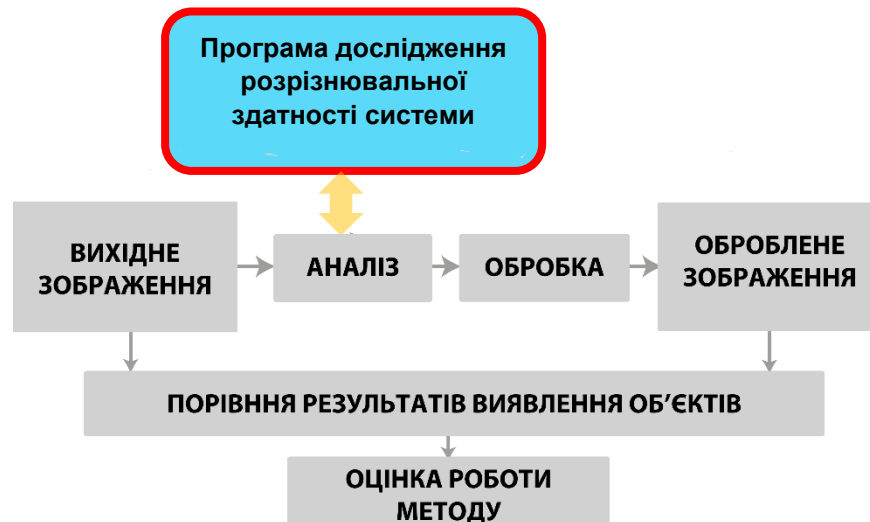 Програма дослідження
розрізнювальної
здатності системи
ВИХІДНЕ
ЗОБРАЖЕННЯ
АНАЛІЗ
ОБРОБКА
ОБРОБЛЕНЕ
ЗОБРАЖЕННЯ
ПОРІВННЯ РЕЗУЛЬТАТІВ ВИЯВЛЕННЯ ОБ’ЄКТІВ
ОЦІНКА РОБОТИ
МЕТОДУ